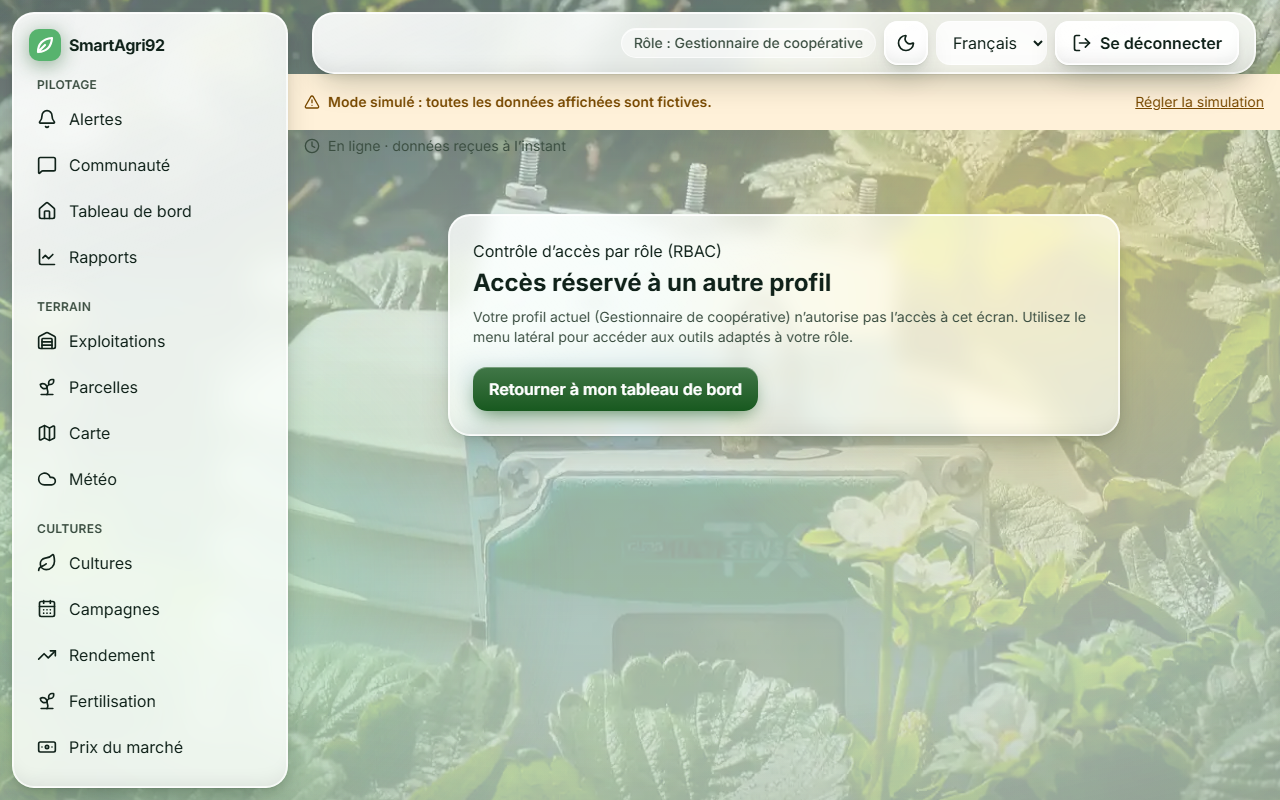 SmartAgri92
PILOTAGE
Alertes
Communauté
Tableau de bord
Rapports
TERRAIN
Exploitations
Parcelles
Carte
Météo
CULTURES
Cultures
Campagnes
Rendement
Fertilisation
Prix du marché
Rôle : Gestionnaire de coopérative
Français
Se déconnecter
Mode simulé : toutes les données affichées sont fictives.
Régler la simulation
En ligne · données reçues à l’instant
Contrôle d’accès par rôle (RBAC)
Accès réservé à un autre profil
Votre profil actuel (Gestionnaire de coopérative) n’autorise pas l’accès à cet écran. Utilisez le
menu latéral pour accéder aux outils adaptés à votre rôle.
Retourner à mon tableau de bord